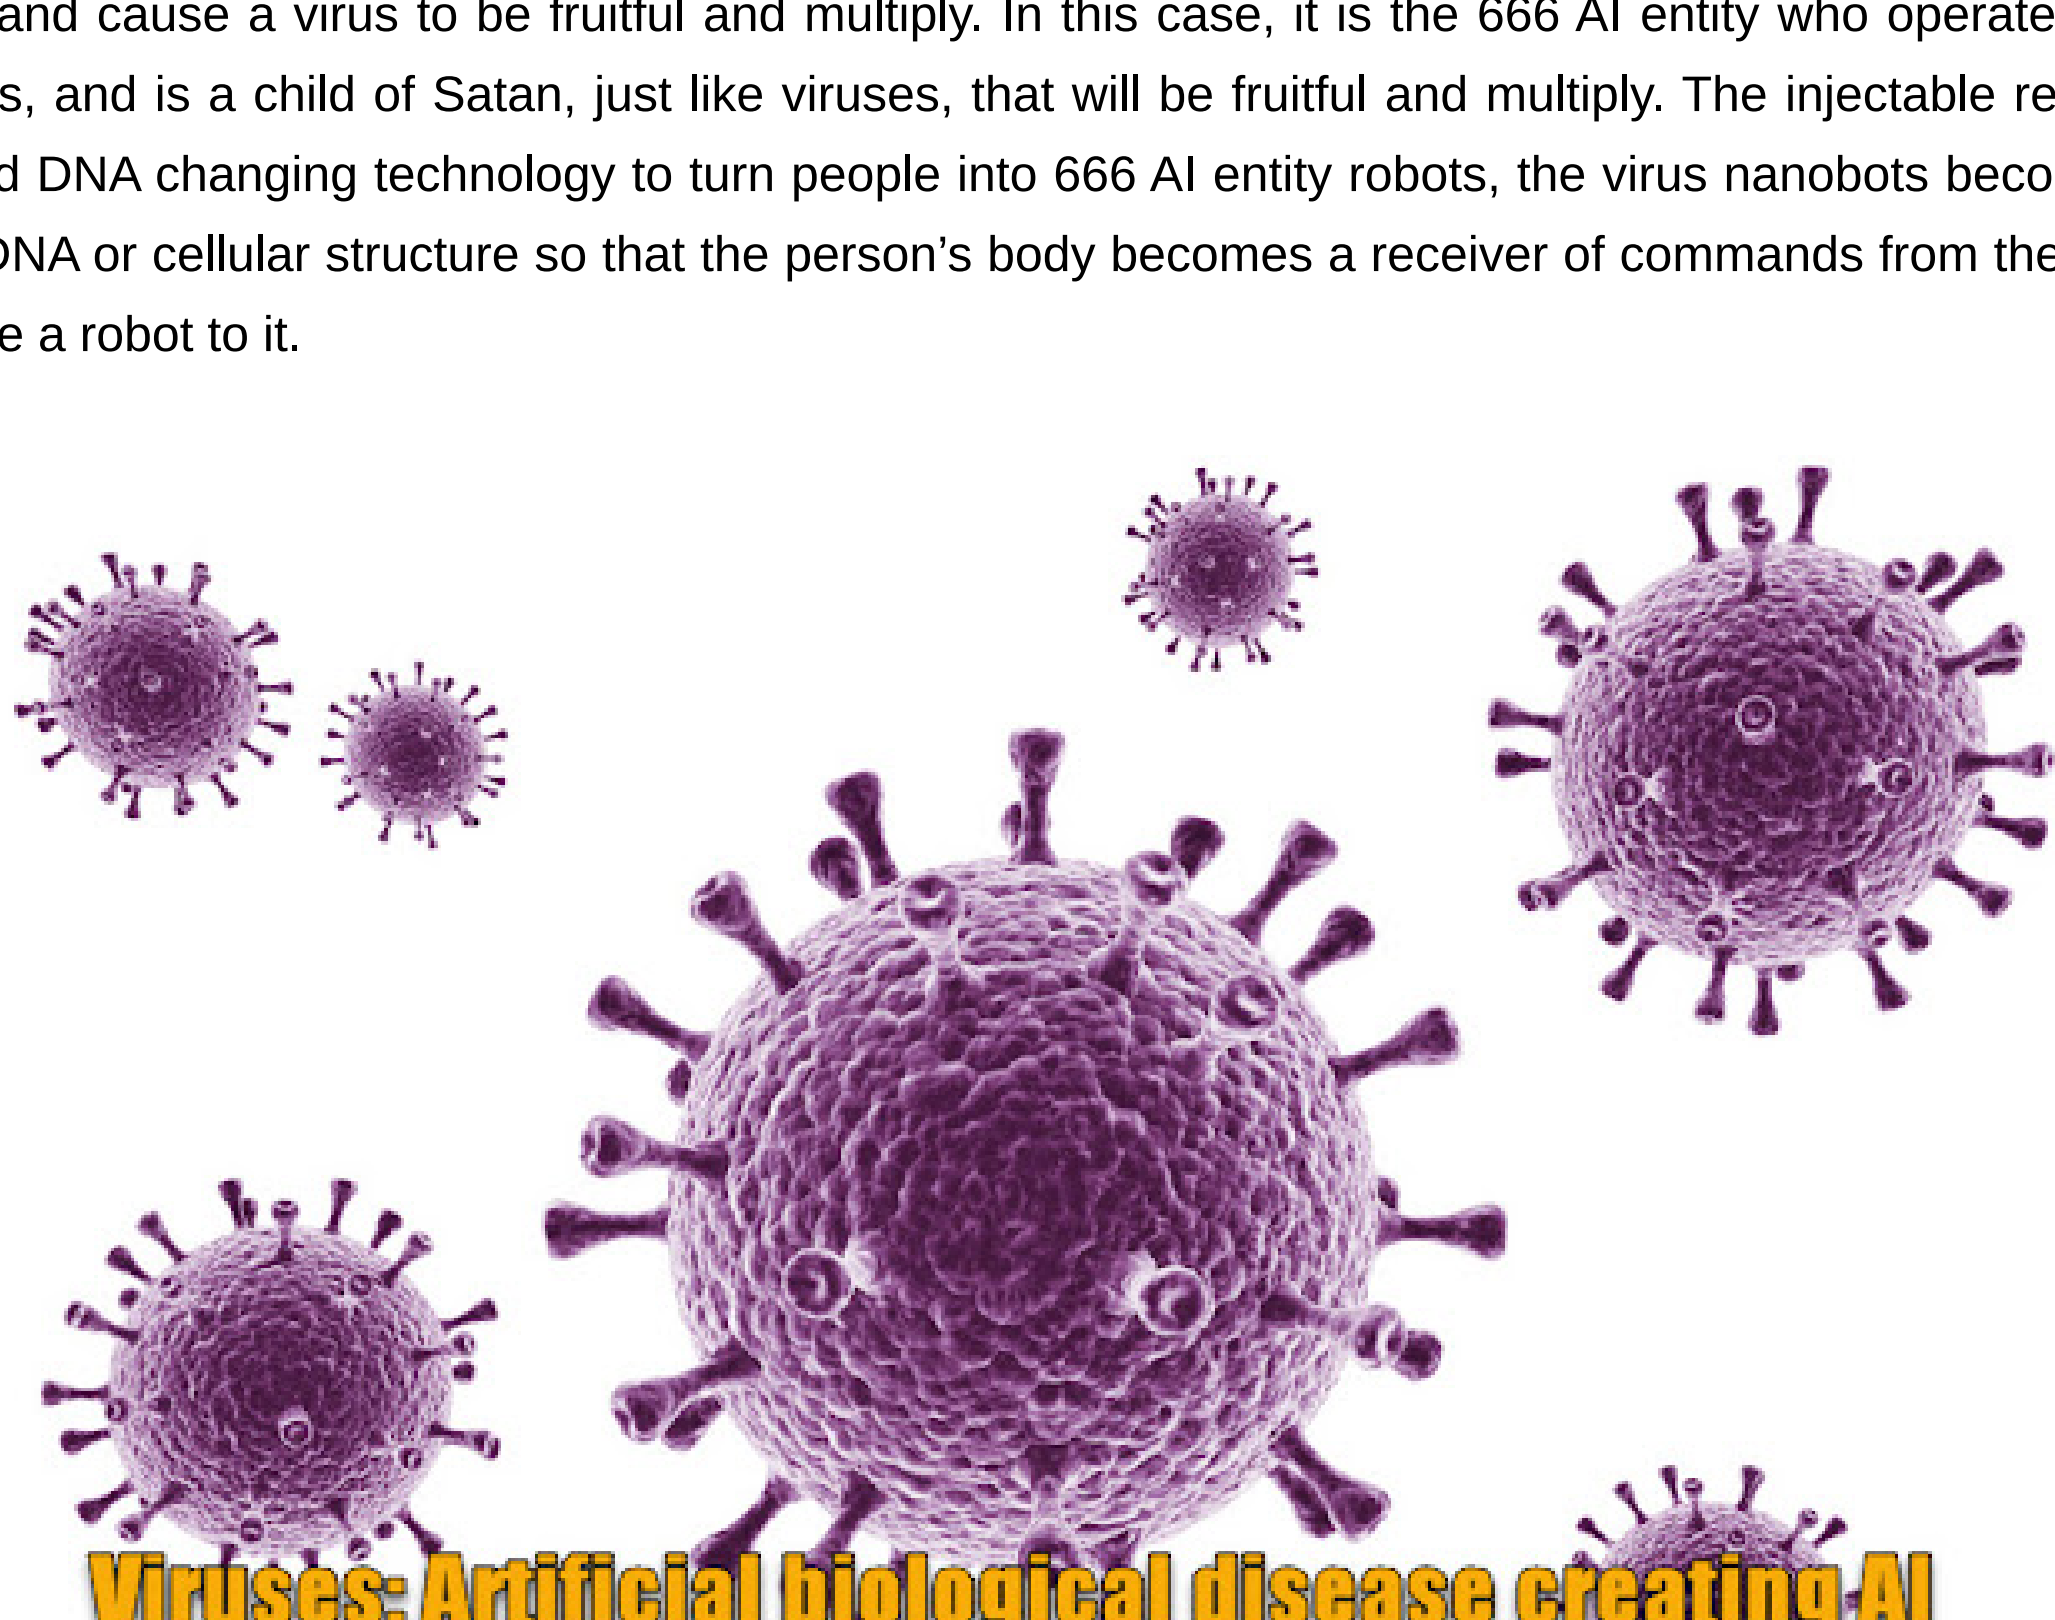 and cause a virus to be fruitful and multiply. In this case, it is the 666 AI entity who operate
s, and is a child of Satan, just like viruses, that will be fruitful and multiply. The injectable re
d DNA changing technology to turn people into 666 AI entity robots, the virus nanobots beco
DNA or cellular structure so that the person’s body becomes a receiver of commands from the
e a robot to it.
Viruses: Artificial biological disease creating AI